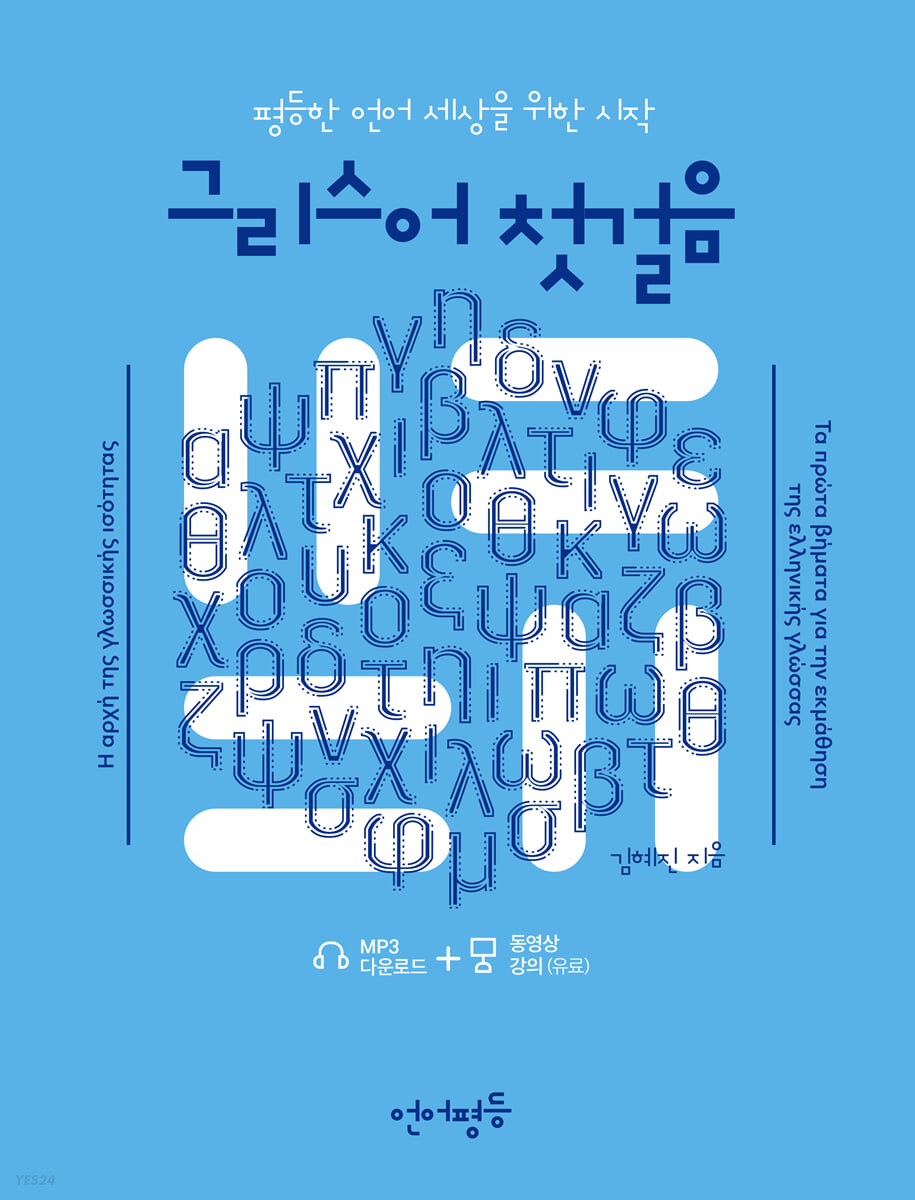 평등한 언어 세상을 위한 시작
그리스어 첫걸음
η
γ δ
π ν
ψ β φ
α χ ι λ τ ι ε
θ λ τ κ ο θ κ γ ω
χ ο υ ο ξ ψ α ζ β
ρ δ τ η ι π ω θ
ζ ψ ν χ ι λ ω β τ
σ φ μ σ
Η αρχή της γλωσσικής ισότητας
Τα πρώτα βήματα για την εκμάθηση
της ελληνικής γλώσσας
김혜진 지음
MP3
다운로드
+
동영상
강의 (유료)
언어평등
YES24